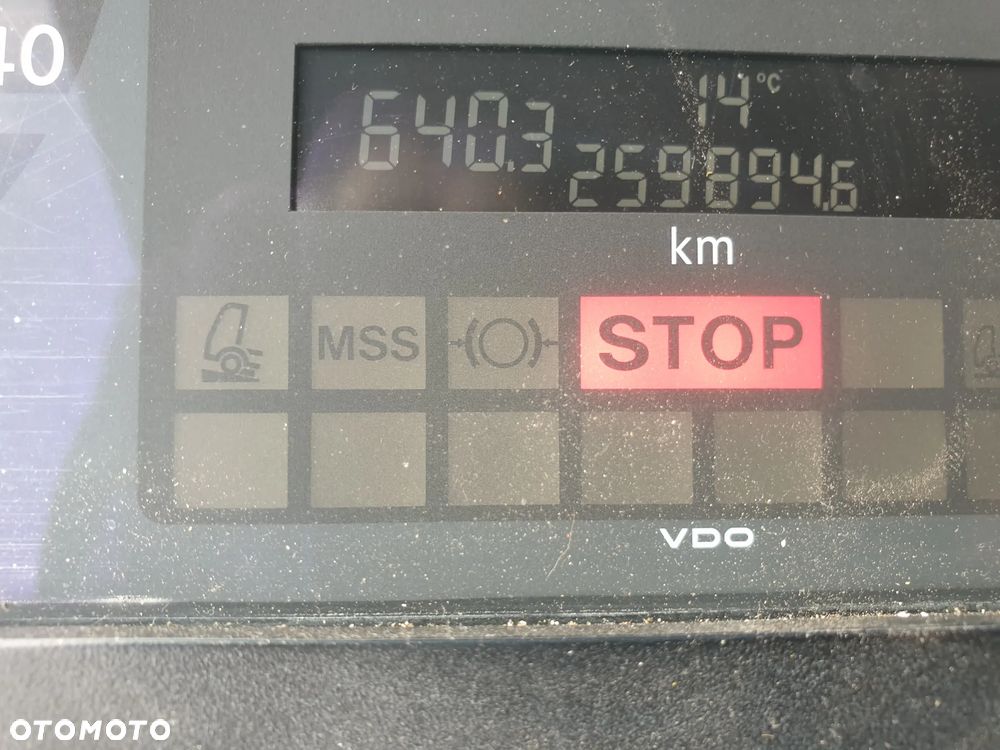 40
14 °C
640.3
259894.6
km
MSS
STOP
VDO
OTOMOTO